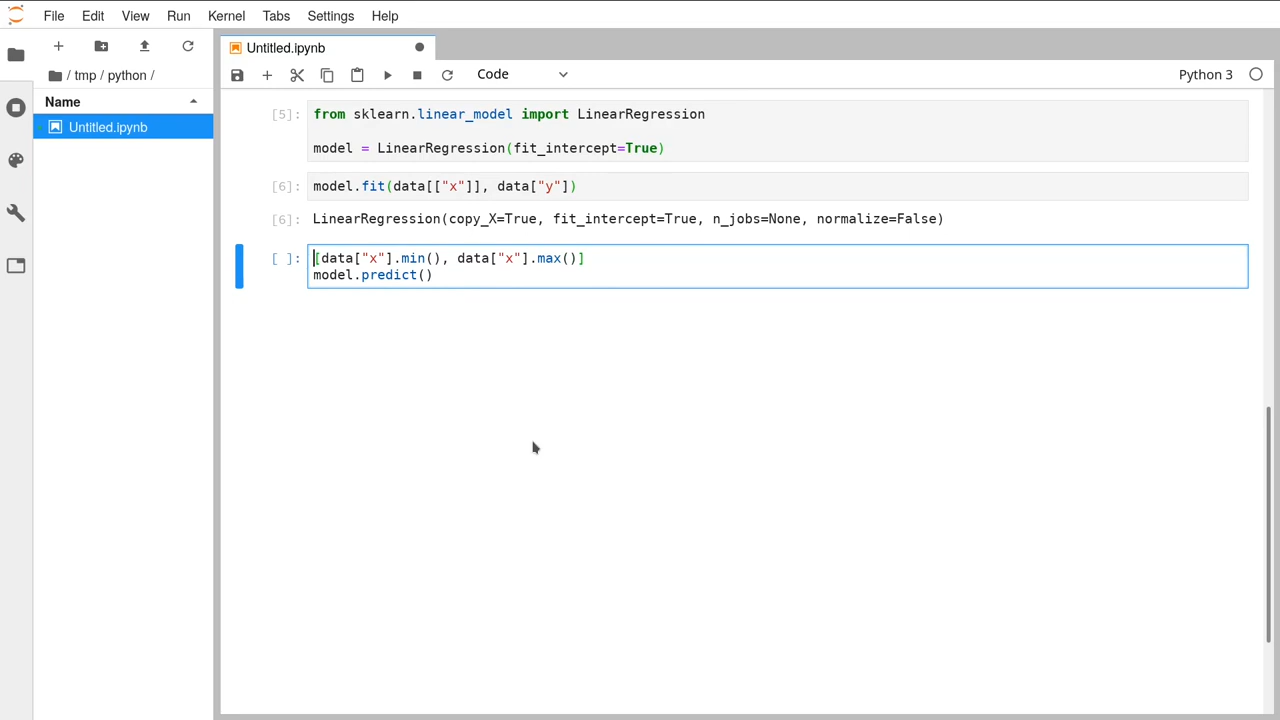 File Edit View Run Kernel Tabs Settings Help
/ tmp / python /
Name
Untitled.ipynb
Untitled.ipynb
Code
Python 3
[5]:
from sklearn.linear_model import LinearRegression
model = LinearRegression(fit_intercept=True)
[6]:
model.fit(data[["x"]], data["y"])
[6]:
LinearRegression(copy_X=True, fit_intercept=True, n_jobs=None, normalize=False)
[ ]:
[data["x"].min(), data["x"].max()]
model.predict()